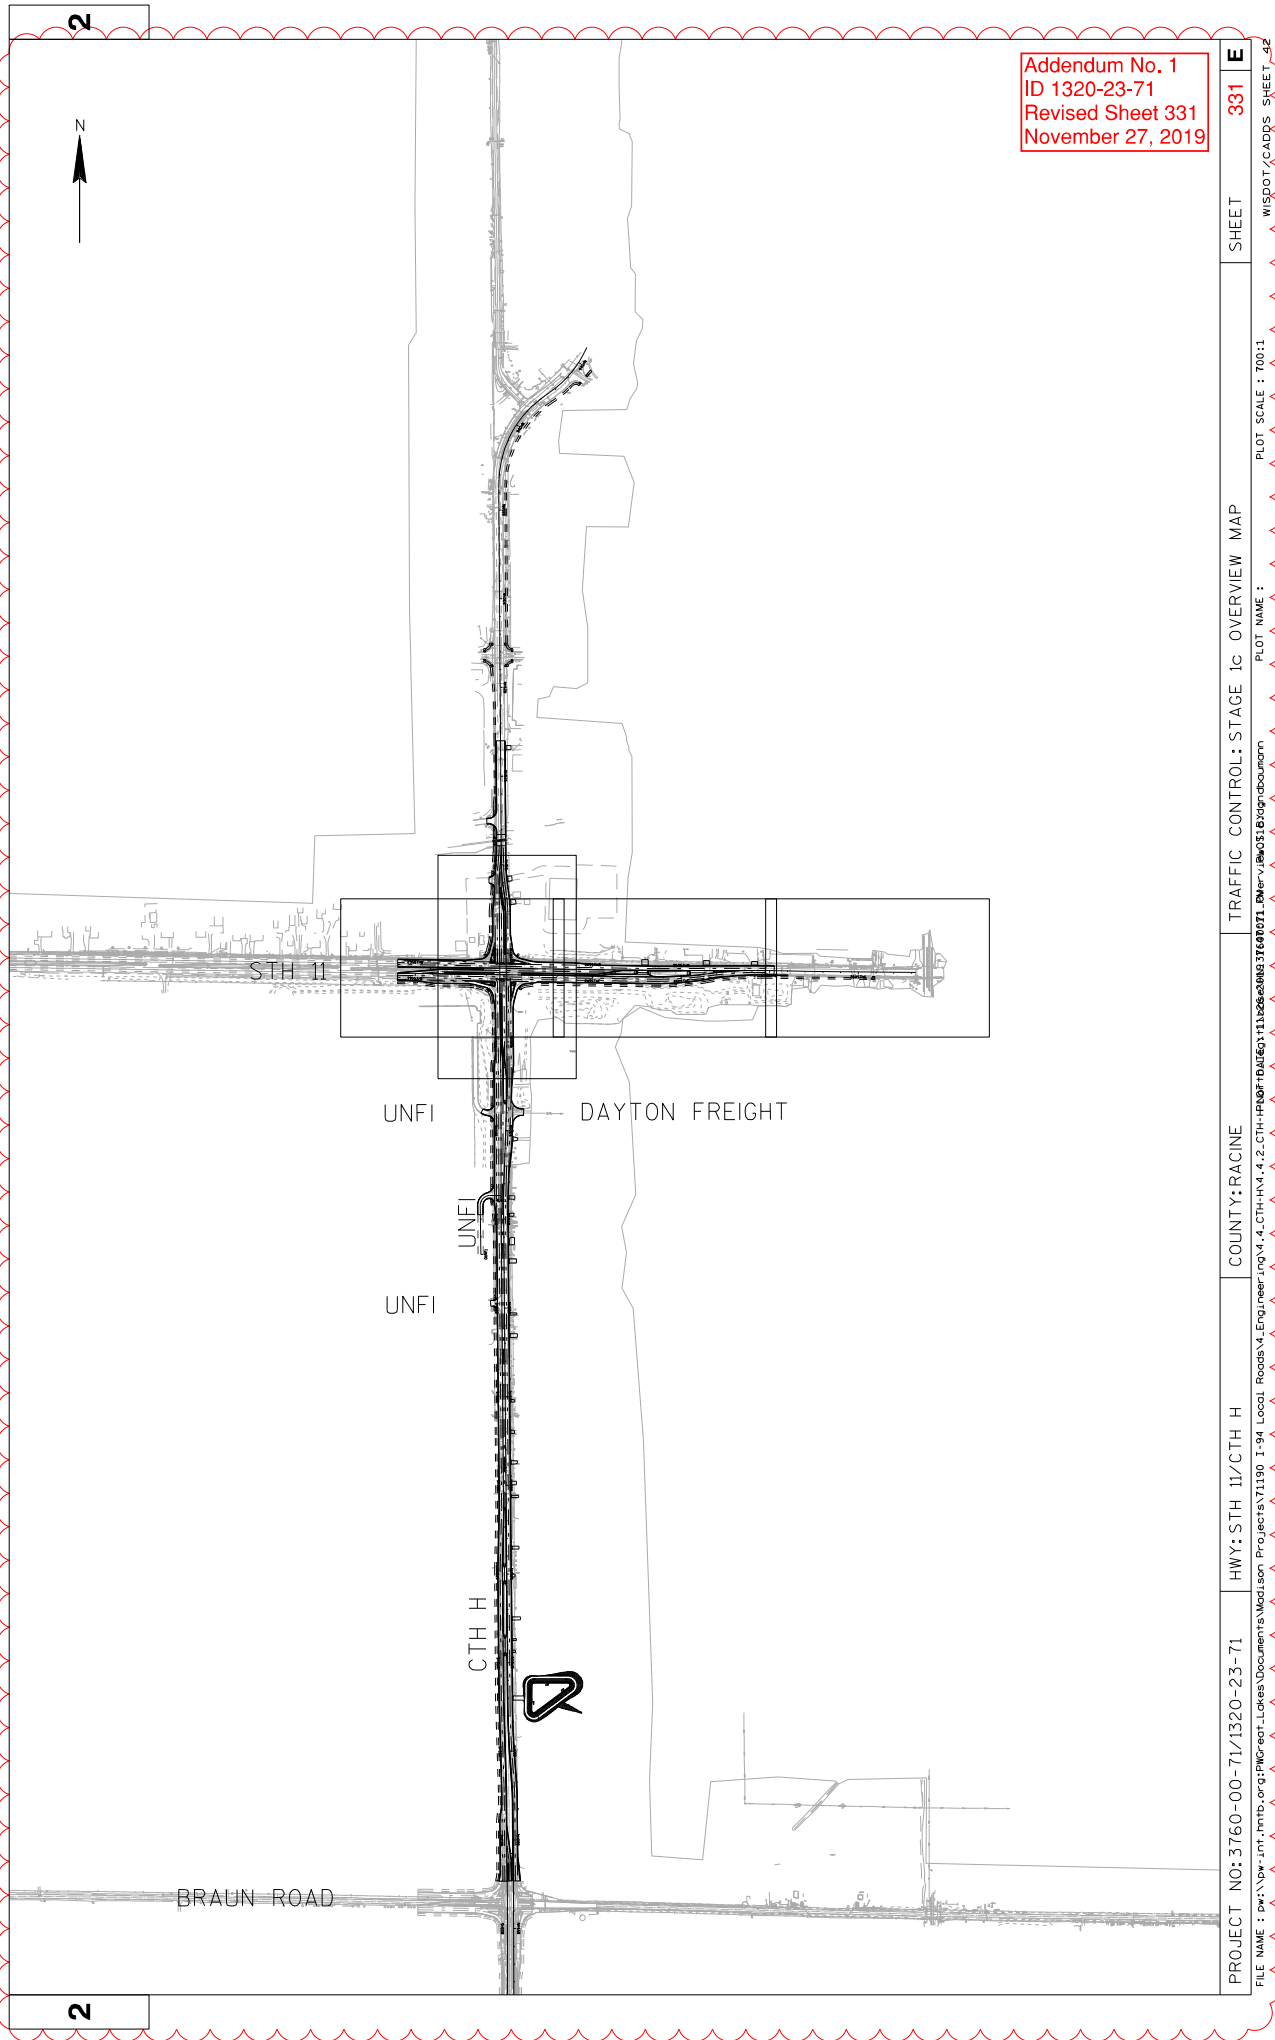 2
Addendum No. 1
ID 1320-23-71
Revised Sheet 331
November 27, 2019
N
STH 11
UNFI
DAYTON FREIGHT
UNFI
UNFI
CTH H
BRAUN ROAD
2
PROJECT NO: 3760-00-71/1320-23-71
HWY: STH 11/CTH H
COUNTY: RACINE
TRAFFIC CONTROL: STAGE 1c OVERVIEW MAP
SHEET
331
E
FILE NAME :
PLOT NAME :
PLOT SCALE : 700:1
WISDOT/CADDS SHEET 42